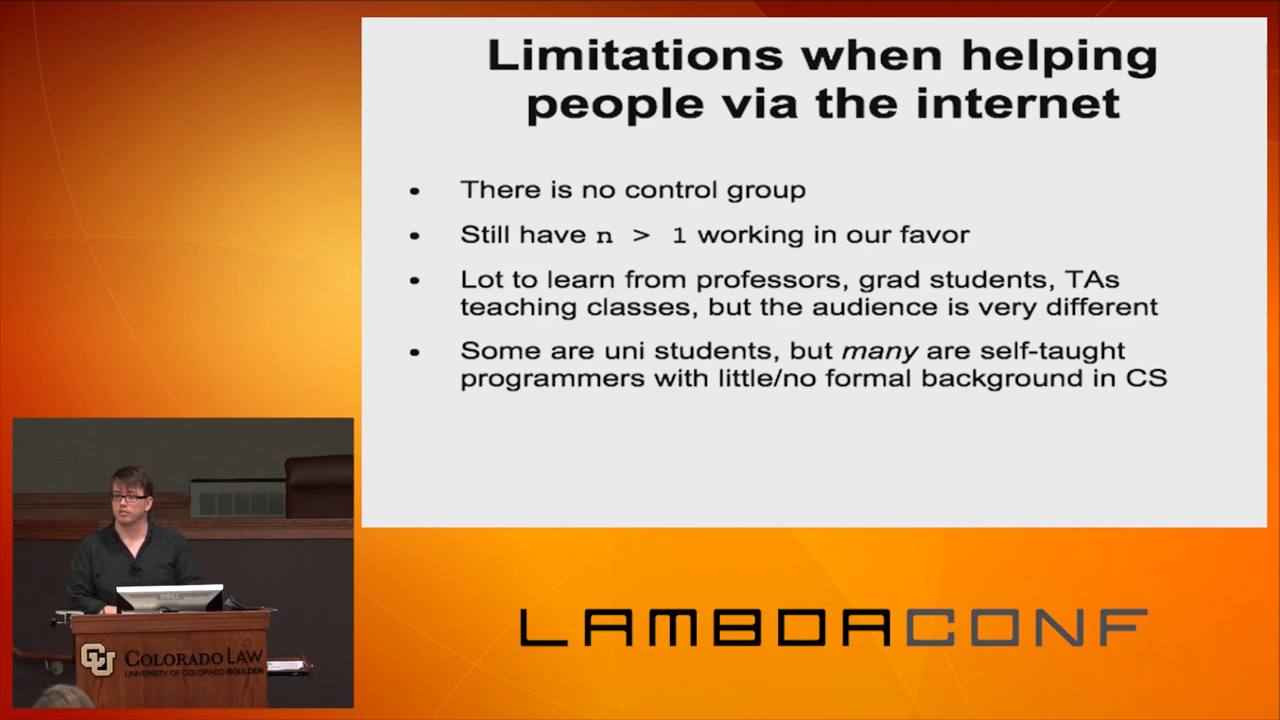 Limitations when helping
people via the internet
• There is no control group
• Still have n > 1 working in our favor
• Lot to learn from professors, grad students, TAs
teaching classes, but the audience is very different
• Some are uni students, but many are self-taught
programmers with little/no formal background in CS
CU
COLORADO LAW
UNIVERSITY OF COLORADO BOULDER
LAMBDACONF